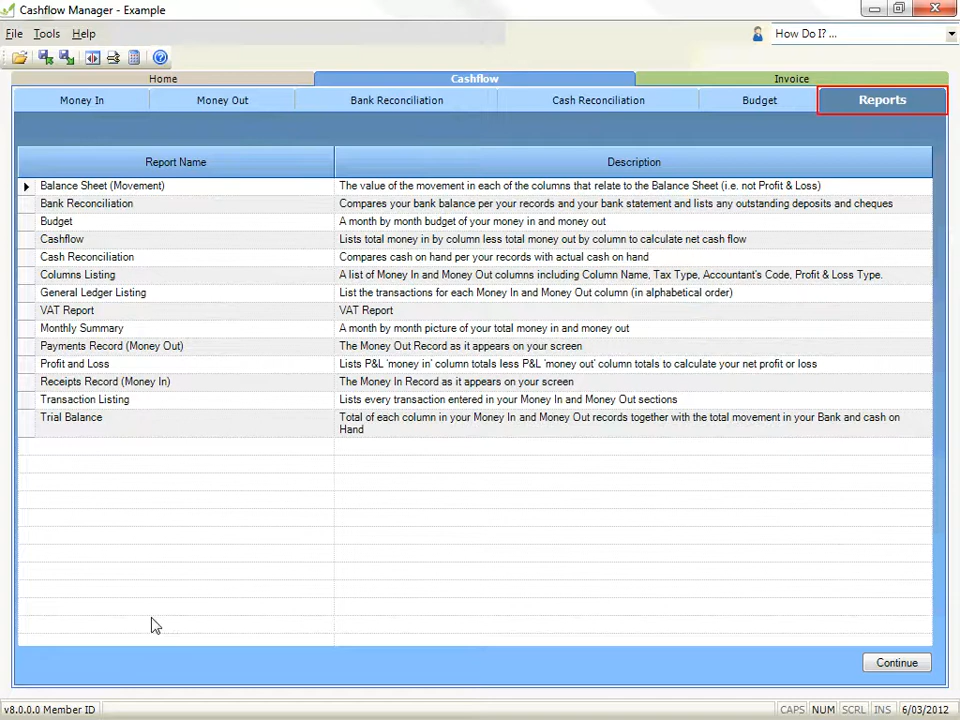 Cashflow Manager - Example
File Tools Help
How Do I? ...
Home Cashflow Invoice
Money In Money Out Bank Reconciliation Cash Reconciliation Budget Reports
Report Name Description
Balance Sheet (Movement) The value of the movement in each of the columns that relate to the Balance Sheet (i.e. not Profit & Loss)
Bank Reconciliation Compares your bank balance per your records and your bank statement and lists any outstanding deposits and cheques
Budget A month by month budget of your money in and money out
Cashflow Lists total money in by column less total money out by column to calculate net cash flow
Cash Reconciliation Compares cash on hand per your records with actual cash on hand
Columns Listing A list of Money In and Money Out columns including Column Name, Tax Type, Accountant's Code, Profit & Loss Type.
General Ledger Listing List the transactions for each Money In and Money Out column (in alphabetical order)
VAT Report VAT Report
Monthly Summary A month by month picture of your total money in and money out
Payments Record (Money Out) The Money Out Record as it appears on your screen
Profit and Loss Lists P&L 'money in' column totals less P&L 'money out' column totals to calculate your net profit or loss
Receipts Record (Money In) The Money In Record as it appears on your screen
Transaction Listing Lists every transaction entered in your Money In and Money Out sections
Trial Balance Total of each column in your Money In and Money Out records together with the total movement in your Bank and cash on
Hand
Continue
v8.0.0.0 Member ID CAPS NUM SCRL INS 6/03/2012